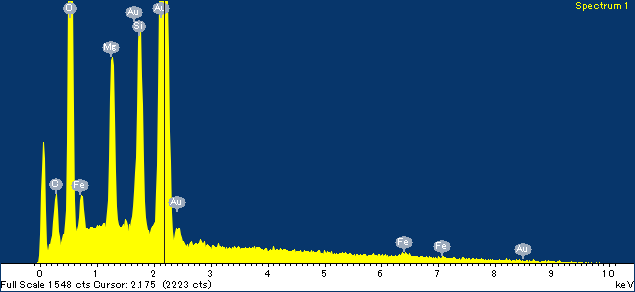 Spectrum 1
O Au Au
Si
Mg
Fe
Au
Fe Fe Au
0 1 2 3 4 5 6 7 8 9 10
Full Scale 1548 cts Cursor: 2.175 (2223 cts) keV